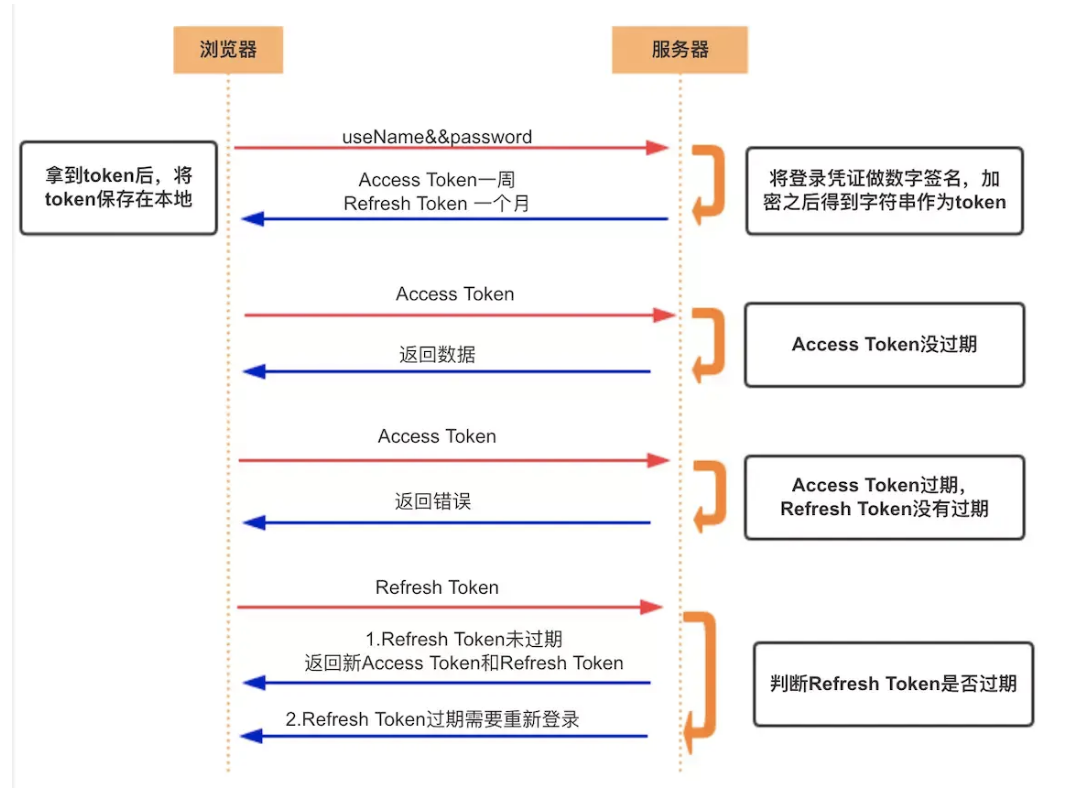 浏览器
服务器
useName&&password
拿到token后，将
token保存在本地
Access Token一周
Refresh Token 一个月
将登录凭证做数字签名，加
密之后得到字符串作为token
Access Token
返回数据
Access Token没过期
Access Token
返回错误
Access Token过期，
Refresh Token没有过期
Refresh Token
1.Refresh Token未过期
返回新Access Token和Refresh Token
2.Refresh Token过期需要重新登录
判断Refresh Token是否过期